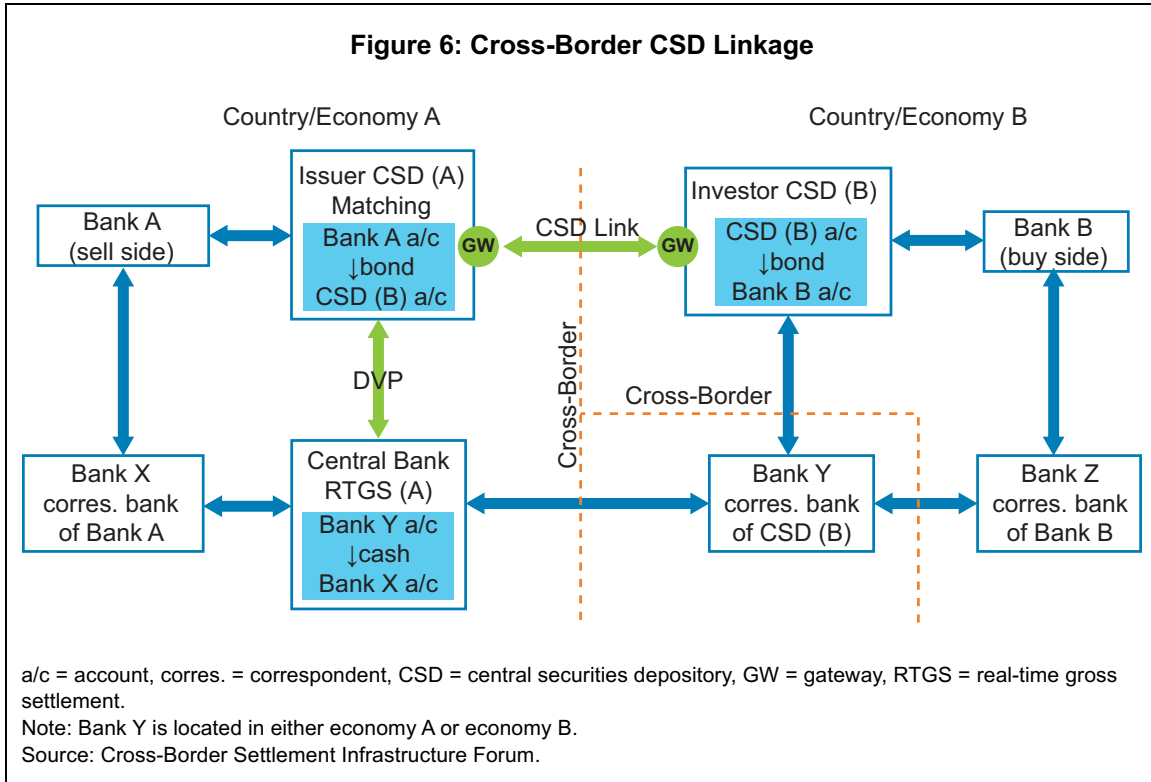 Figure 6: Cross-Border CSD Linkage
Country/Economy A
Country/Economy B
Issuer CSD (A)
Matching
Bank A a/c
↓bond
CSD (B) a/c
GW
CSD Link
GW
Investor CSD (B)
CSD (B) a/c
↓bond
Bank B a/c
Bank A
(sell side)
Bank B
(buy side)
DVP
Cross-Border
Cross-Border
Bank X
corres. bank
of Bank A
Central Bank
RTGS (A)
Bank Y a/c
↓cash
Bank X a/c
Bank Y
corres. bank
of CSD (B)
Bank Z
corres. bank
of Bank B
a/c = account, corres. = correspondent, CSD = central securities depository, GW = gateway, RTGS = real-time gross
settlement.
Note: Bank Y is located in either economy A or economy B.
Source: Cross-Border Settlement Infrastructure Forum.